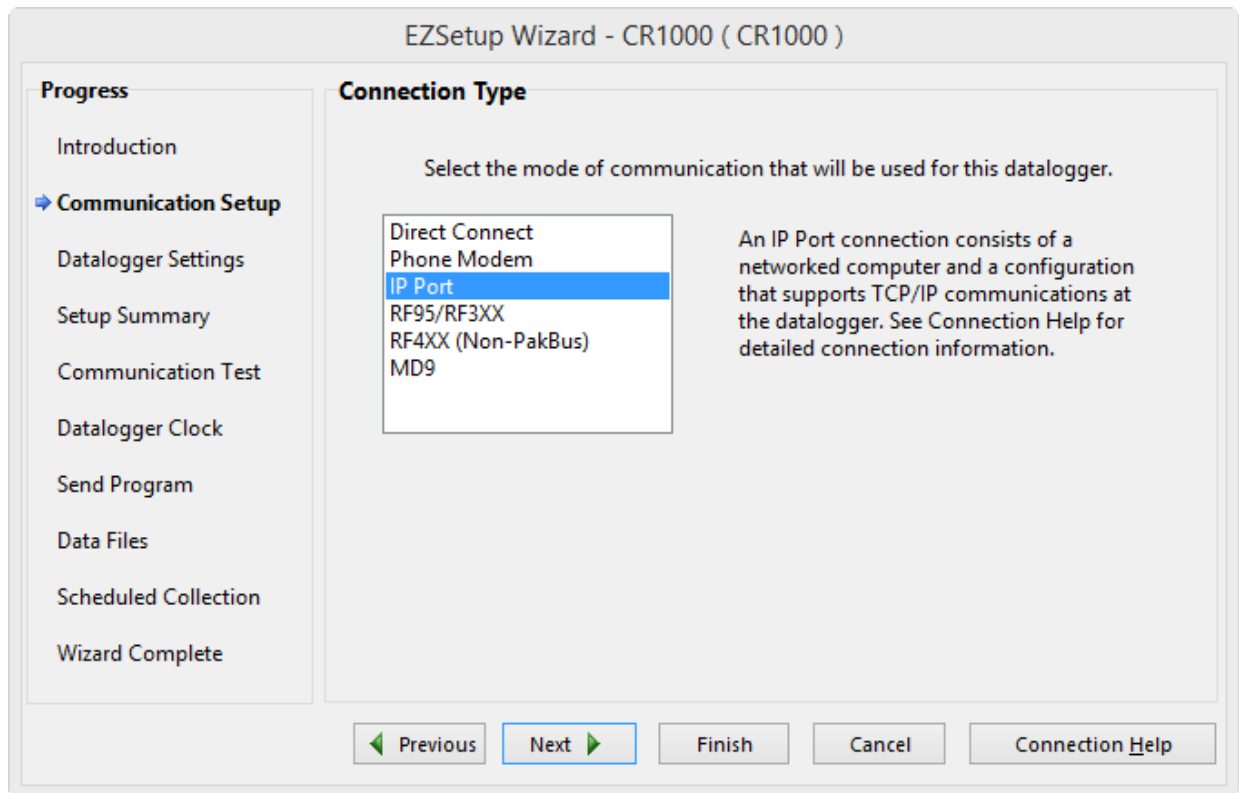 EZSetup Wizard - CR1000 ( CR1000 )
Progress
Introduction
Communication Setup
Datalogger Settings
Setup Summary
Communication Test
Datalogger Clock
Send Program
Data Files
Scheduled Collection
Wizard Complete
Connection Type
Select the mode of communication that will be used for this datalogger.
Direct Connect
Phone Modem
IP Port
RF95/RF3XX
RF4XX (Non-PakBus)
MD9
An IP Port connection consists of a
networked computer and a configuration
that supports TCP/IP communications at
the datalogger. See Connection Help for
detailed connection information.
Previous
Next
Finish
Cancel
Connection Help